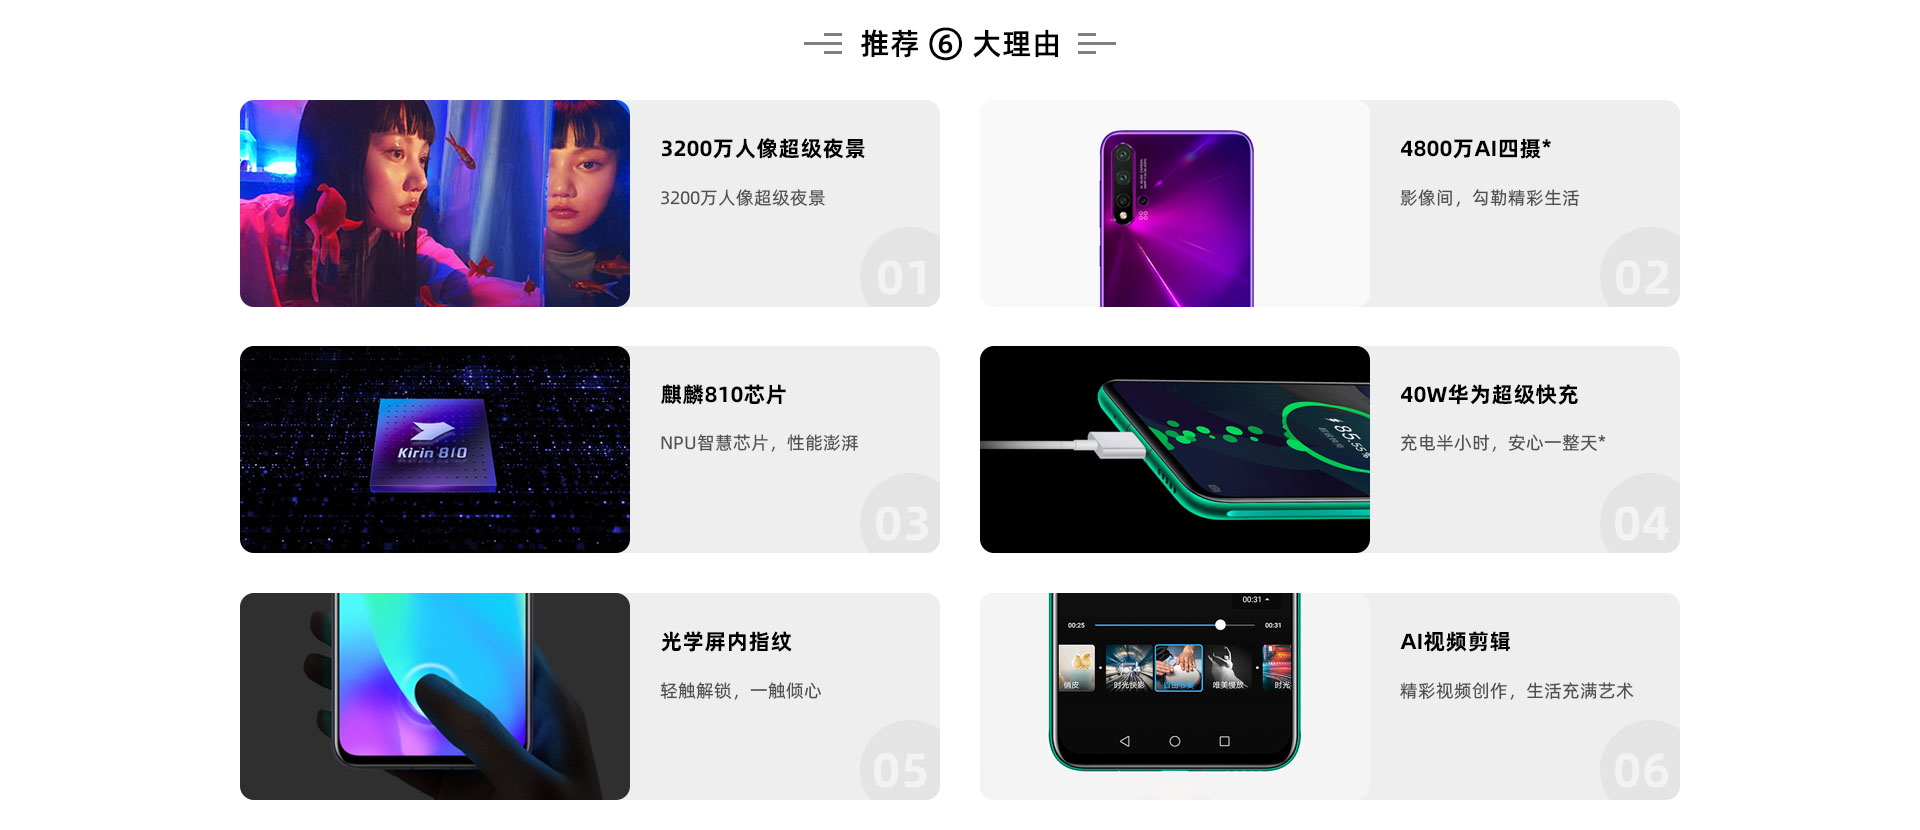 推荐 ⑥ 大理由
3200万人像超级夜景
3200万人像超级夜景
01
4800万AI四摄*
影像间，勾勒精彩生活
02
Kirin 810
麒麟810芯片
NPU智慧芯片，性能澎湃
03
40W华为超级快充
充电半小时，安心一整天*
04
光学屏内指纹
轻触解锁，一触倾心
05
00:31
00:25
00:31
俏皮
时光快影
自由节奏
唯美慢放
时光
AI视频剪辑
精彩视频创作，生活充满艺术
06